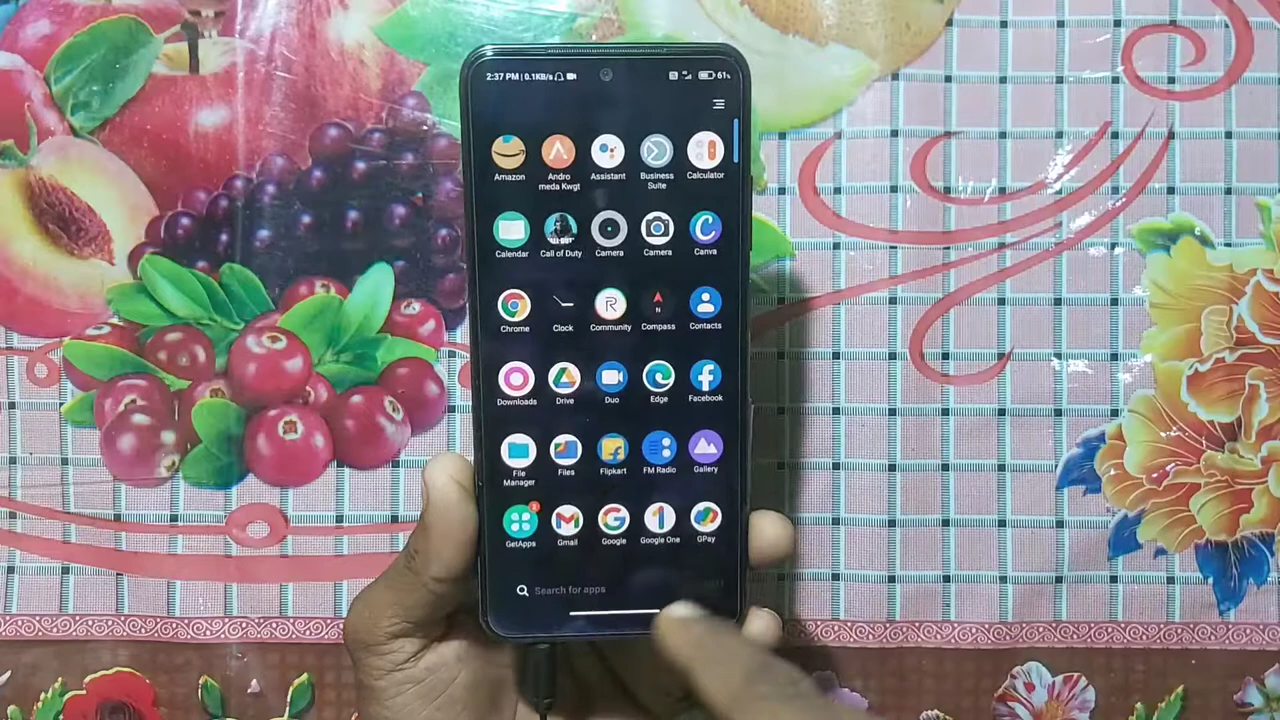 2:37 PM | 0.1KB/s 61%
Amazon Andro meda Kwgt Assistant Business Suite Calculator
Calendar Call of Duty Camera Camera Canva
Chrome Clock Community Compass Contacts
Downloads Drive Duo Edge Facebook
File Manager Files Flipkart FM Radio Gallery
GetApps Gmail Google Google One GPay
Search for apps